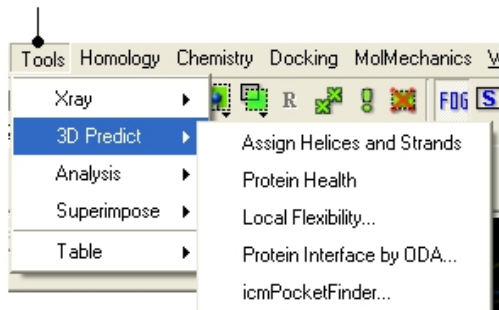 Tools Homology Chemistry Docking MolMechanics
R FOG S
Xray
3D Predict
Analysis
Superimpose
Table
Assign Helices and Strands
Protein Health
Local Flexibility...
Protein Interface by ODA...
icmPocketFinder...